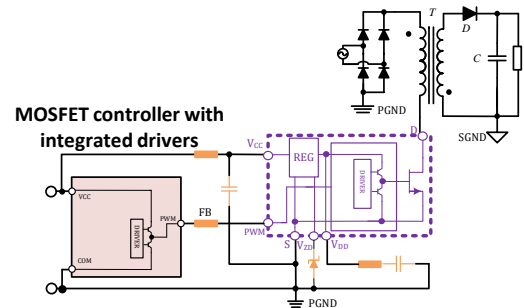 T
D
C
PGND
SGND
MOSFET controller with
integrated drivers
D
VCC
REG
DRIVER
VCC
PWM
FB
DRIVER
PWM
COM
S
VZD
VDD
PGND